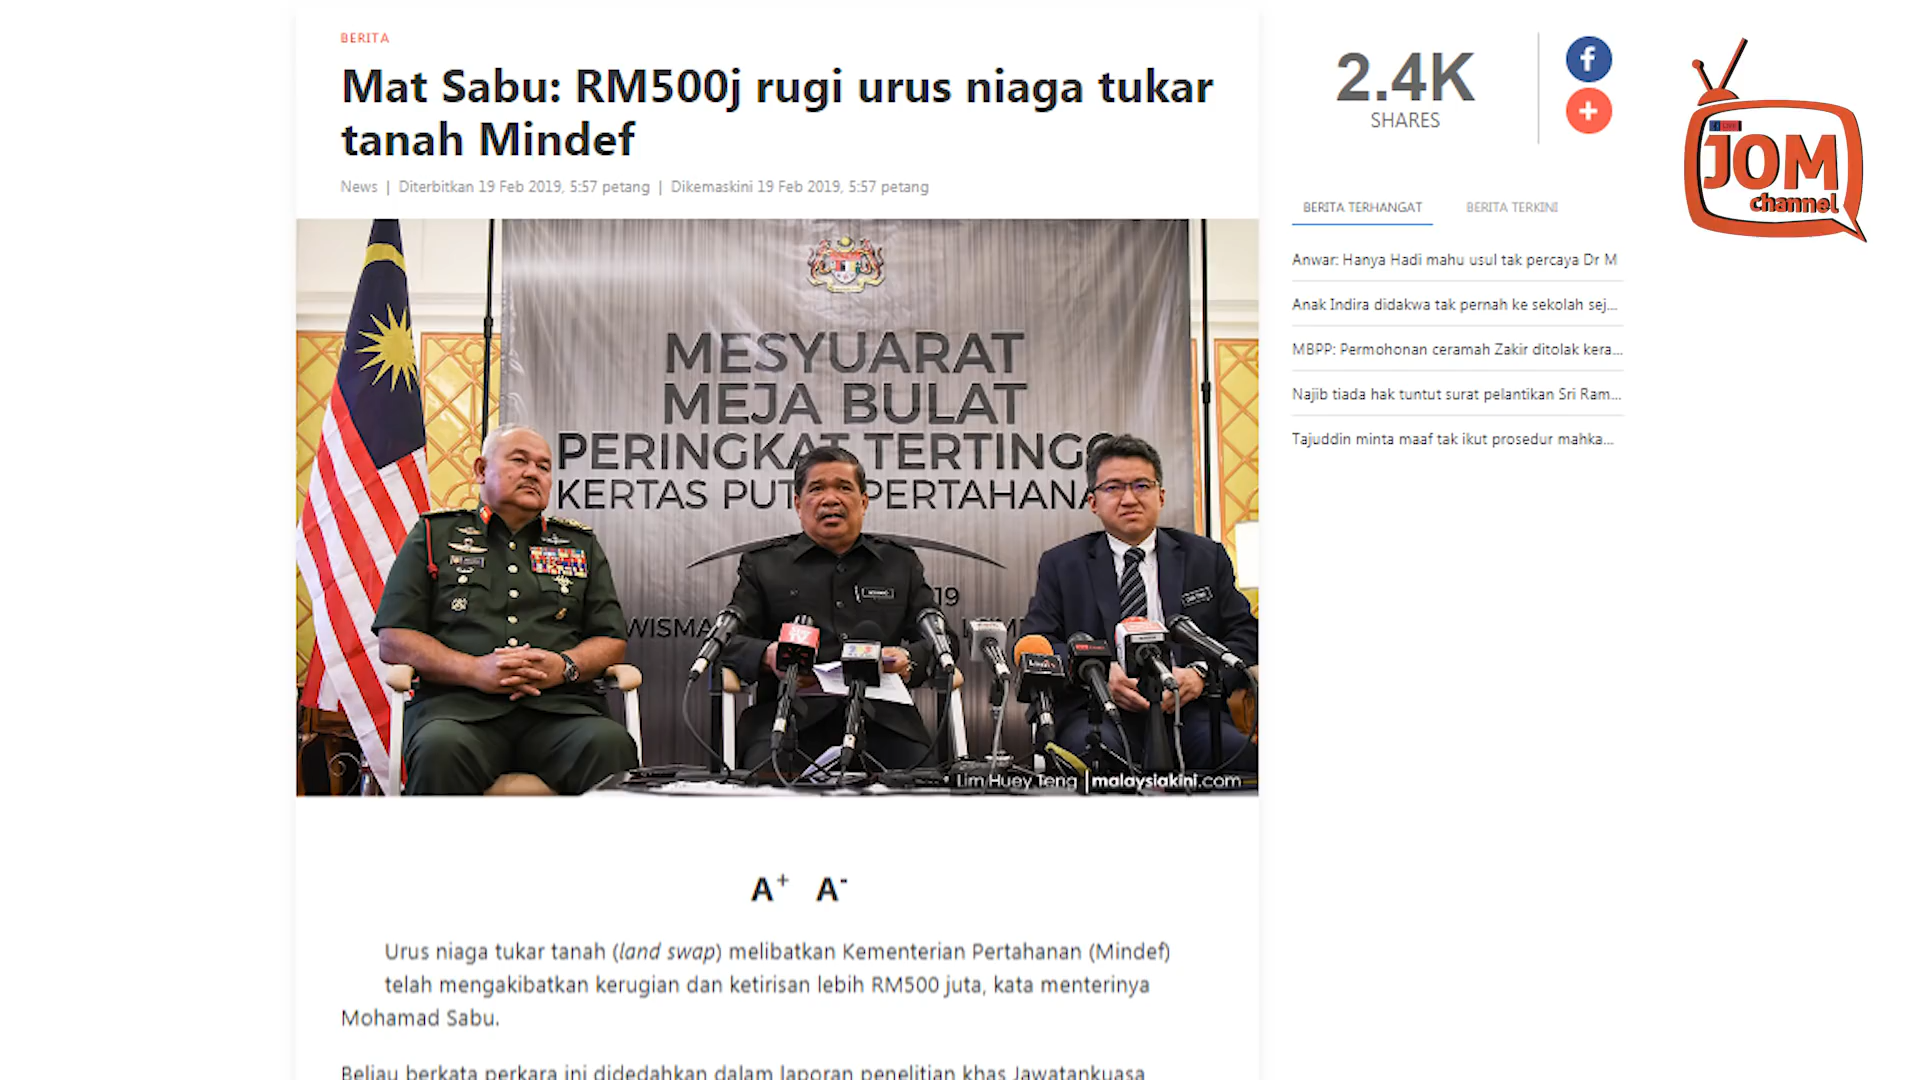 BERITA
Mat Sabu: RM500j rugi urus niaga tukar
tanah Mindef
News | Diterbitkan 19 Feb 2019, 5:57 petang | Dikemaskini 19 Feb 2019, 5:57 petang
MESYUARAT
MEJA BULAT
PERINGKAT TERTINGG
KERTAS PUT PERTAHANA
19
WISMA
Lim Huey Teng | malaysiakini.com
A+ A-
Urus niaga tukar tanah (land swap) melibatkan Kementerian Pertahanan (Mindef)
telah mengakibatkan kerugian dan ketirisan lebih RM500 juta, kata menterinya
Mohamad Sabu.
Beliau berkata perkara ini didedahkan dalam laporan penelitian khas Jawatankuasa
2.4K
SHARES
f
+
BERITA TERHANGAT
BERITA TERKINI
Anwar: Hanya Hadi mahu usul tak percaya Dr M
Anak Indira didakwa tak pernah ke sekolah sej...
MBPP: Permohonan ceramah Zakir ditolak kera...
Najib tiada hak tuntut surat pelantikan Sri Ram...
Tajuddin minta maaf tak ikut prosedur mahka...
JOM
channel